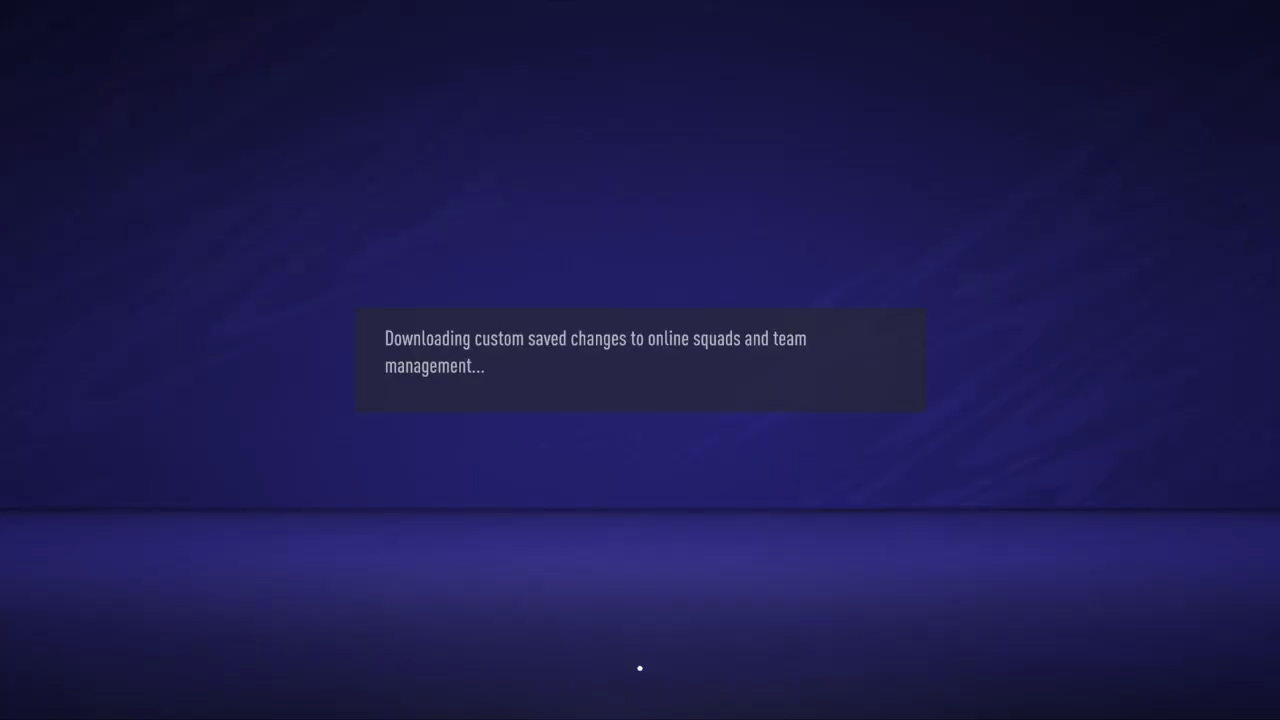 Downloading custom saved changes to online squads and team
management...